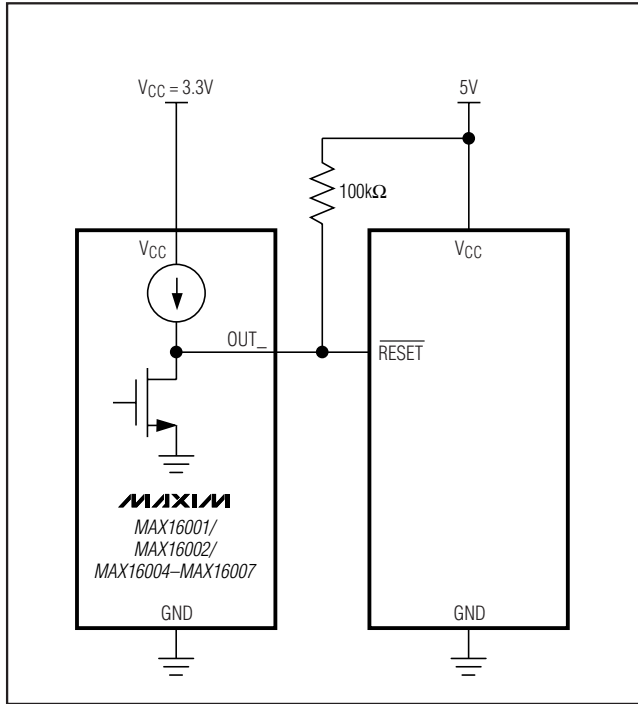 VCC = 3.3V
5V
100kΩ
VCC
VCC
OUT_
RESET
MAXIM
MAX16001/
MAX16002/
MAX16004–MAX16007
GND
GND